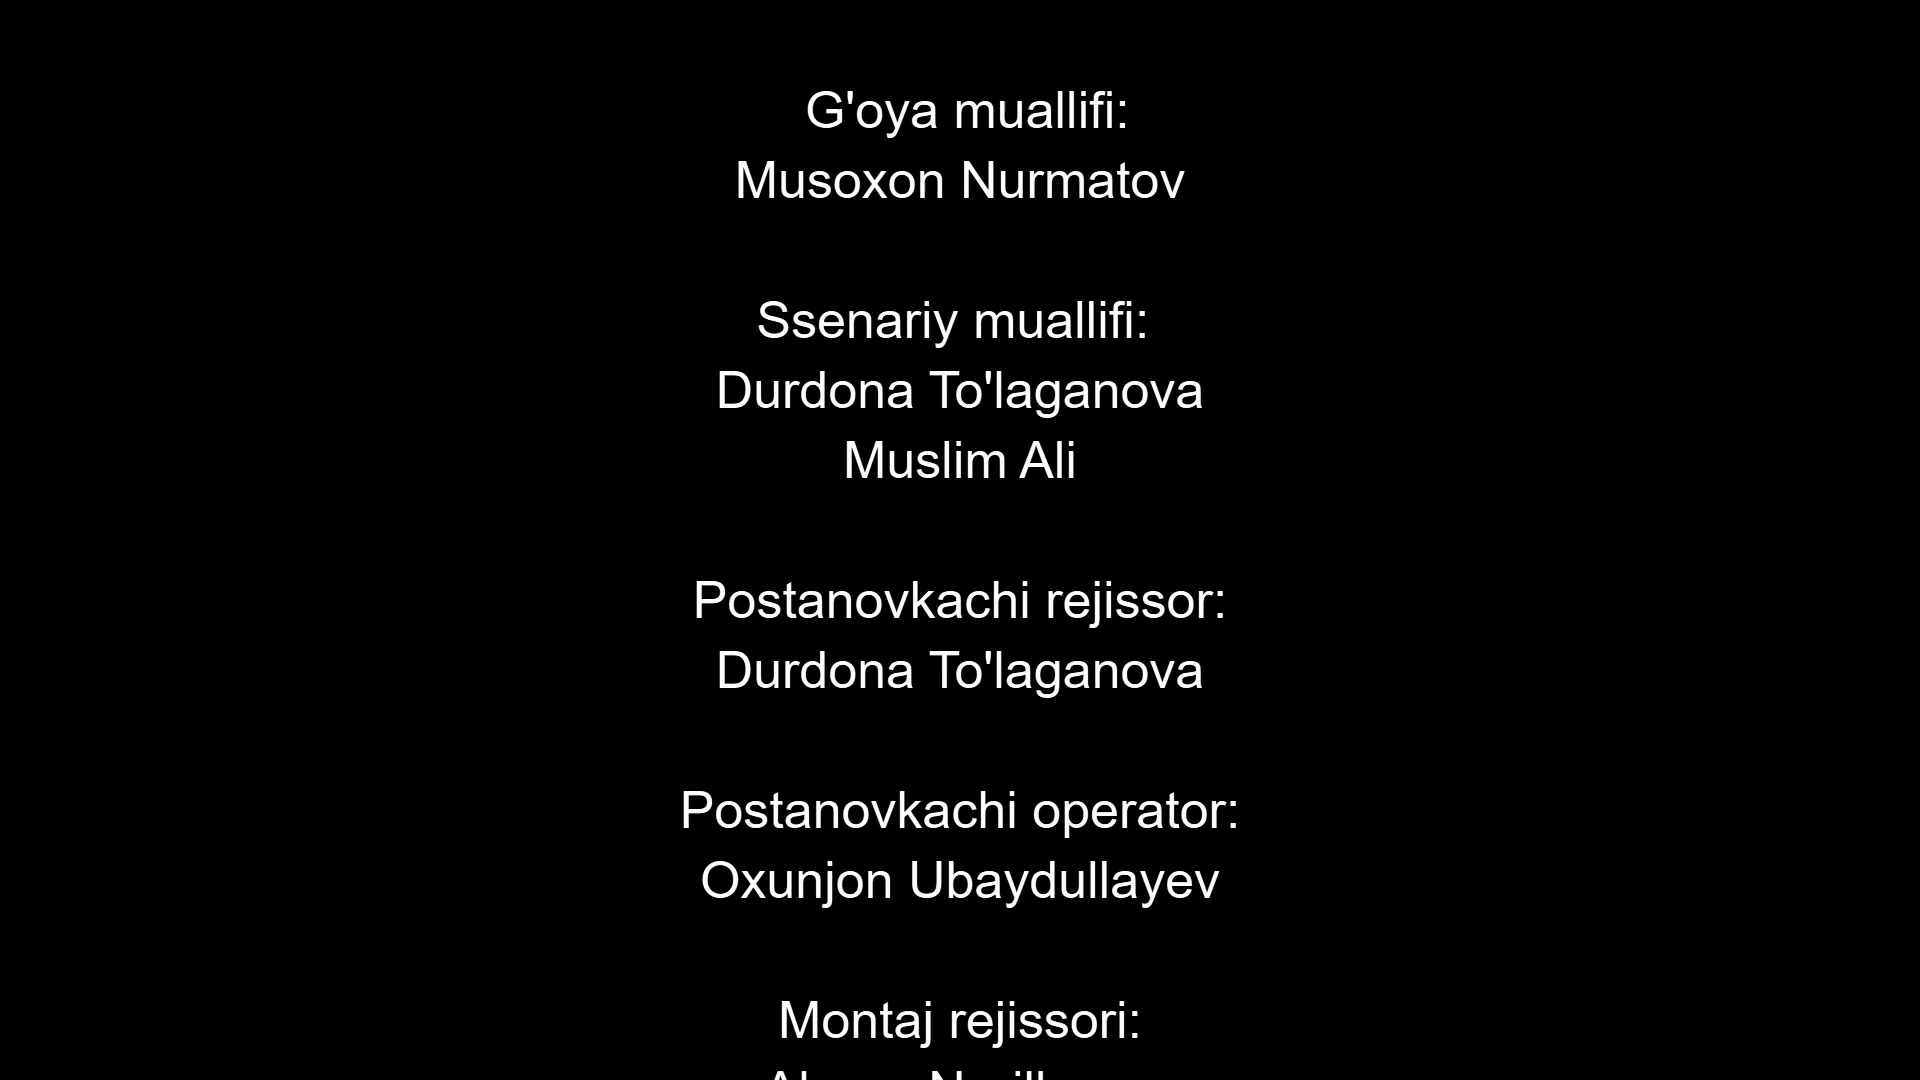 G'oya muallifi:
Musoxon Nurmatov
Ssenariy muallifi:
Durdona To'laganova
Muslim Ali
Postanovkachi rejissor:
Durdona To'laganova
Postanovkachi operator:
Oxunjon Ubaydullayev
Montaj rejissori: